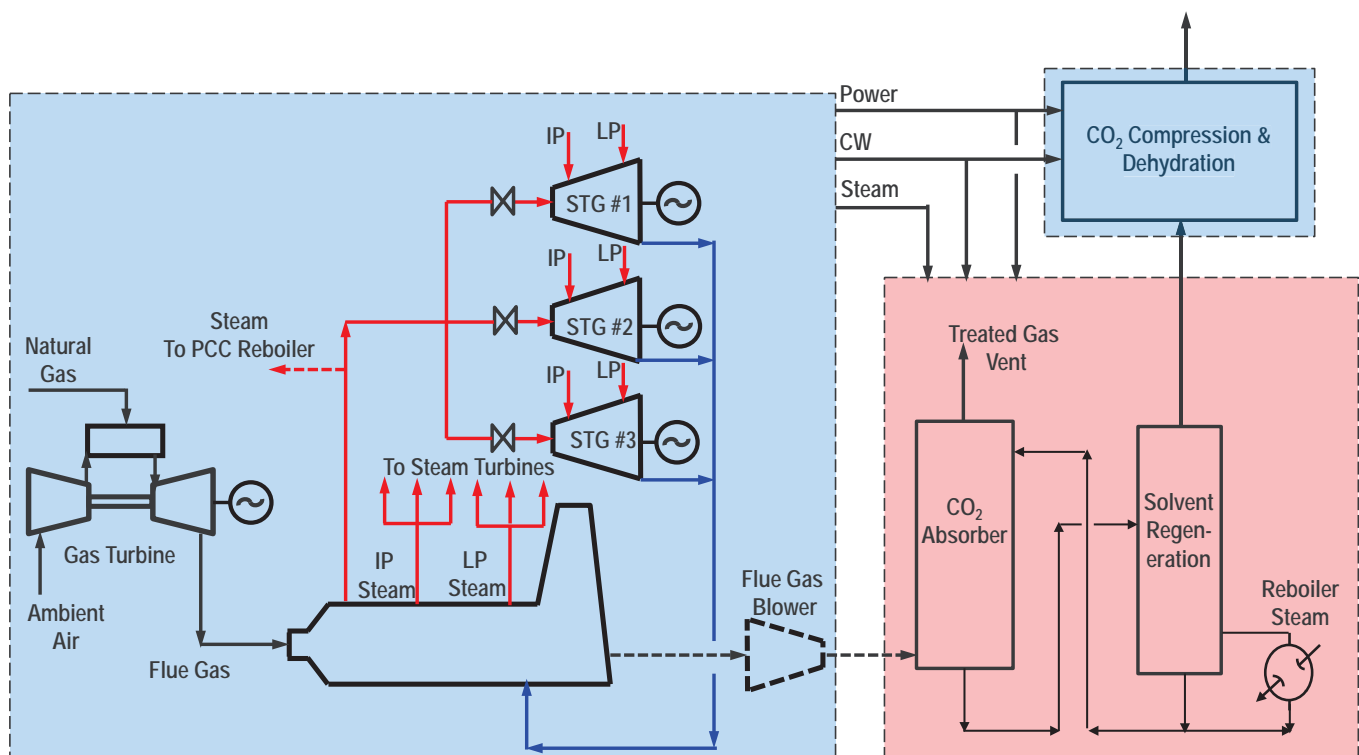 Power
CO₂ Compression &
Dehydration
CW
Steam
IP
LP
STG #1
IP
LP
STG #2
IP
LP
STG #3
Steam
To PCC Reboiler
Natural
Gas
Gas Turbine
Ambient
Air
Flue Gas
To Steam Turbines
IP
Steam
LP
Steam
Flue Gas
Blower
Treated Gas
Vent
CO₂
Absorber
Solvent
Regen-
eration
Reboiler
Steam